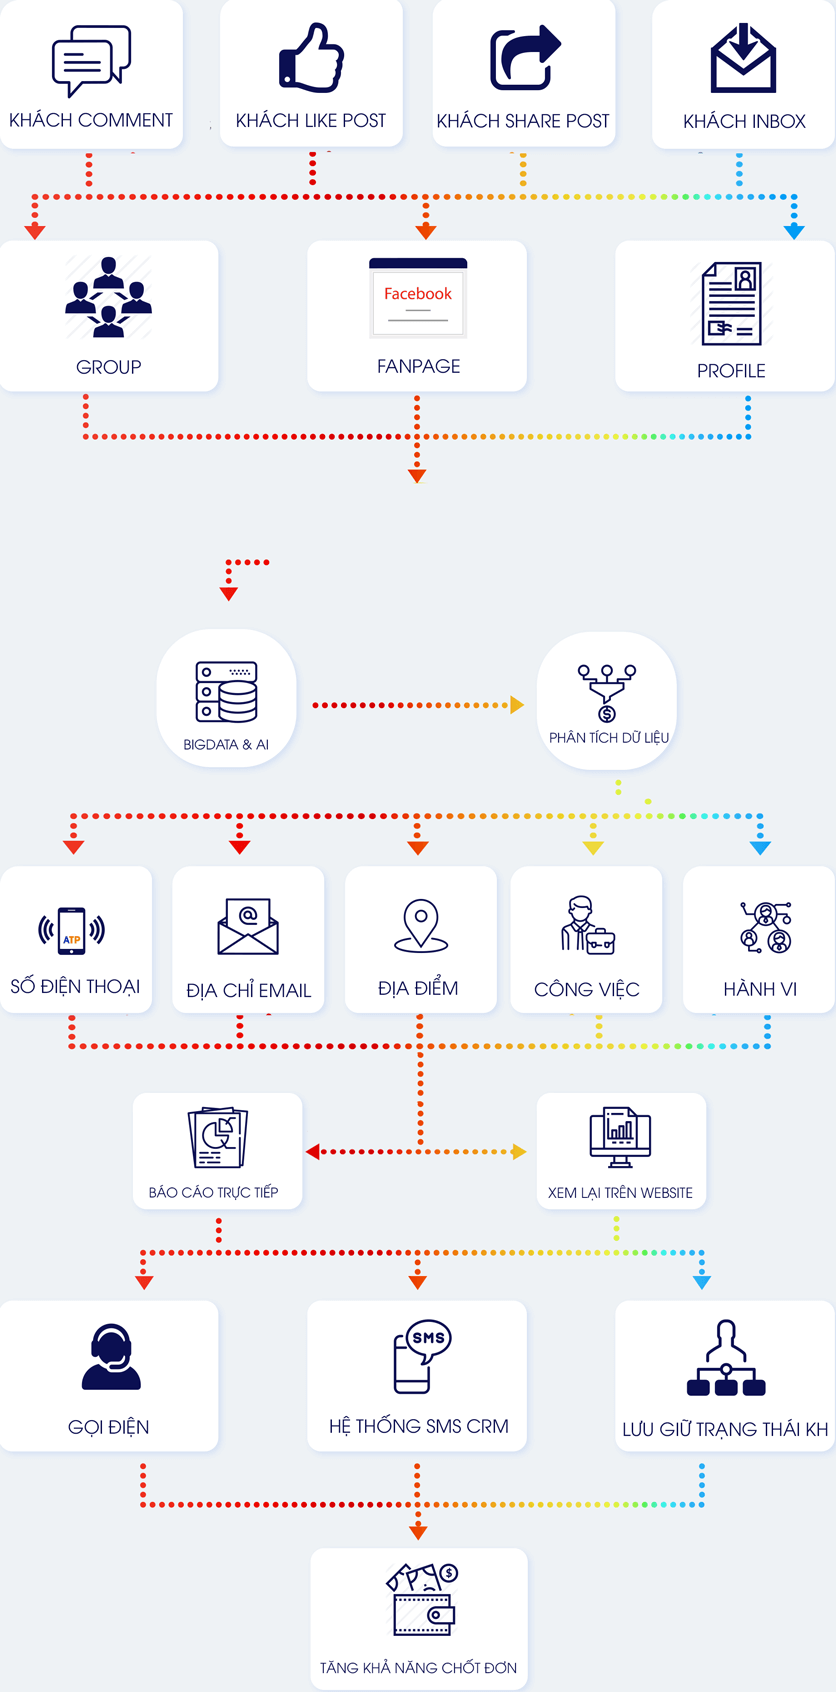 KHÁCH COMMENT
KHÁCH LIKE POST
KHÁCH SHARE POST
KHÁCH INBOX
GROUP
Facebook
FANPAGE
PROFILE
BIGDATA & AI
PHÂN TÍCH DỮ LIỆU
ATP
SỐ ĐIỆN THOẠI
@
ĐỊA CHỈ EMAIL
ĐỊA ĐIỂM
CÔNG VIỆC
HÀNH VI
BÁO CÁO TRỰC TIẾP
XEM LẠI TRÊN WEBSITE
GỌI ĐIỆN
SMS
HỆ THỐNG SMS CRM
LƯU GIỮ TRẠNG THÁI KH
TĂNG KHẢ NĂNG CHỐT ĐƠN